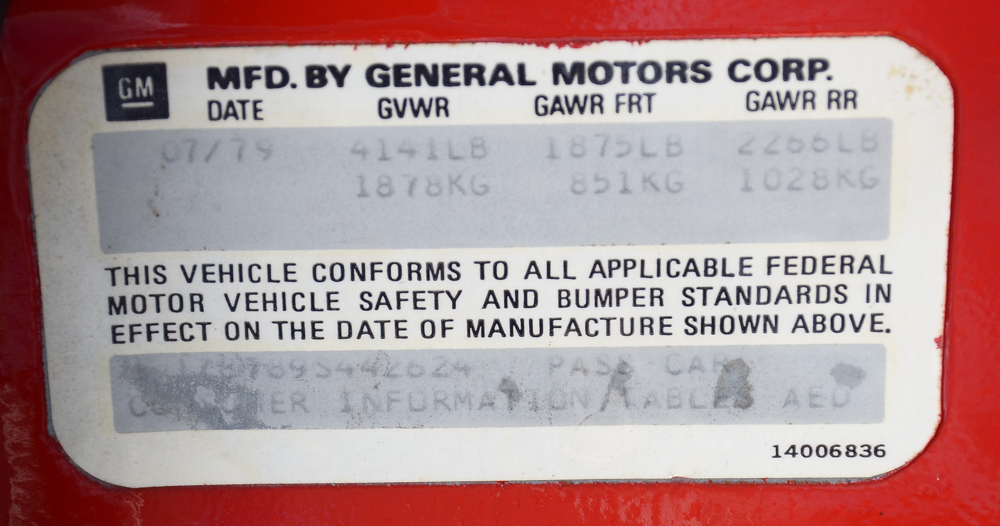 GM MFD. BY GENERAL MOTORS CORP.
DATE GVWR GAWR FRT GAWR RR
07/79 4141LB 1875LB 2266LB
1878KG 851KG 1028KG
THIS VEHICLE CONFORMS TO ALL APPLICABLE FEDERAL
MOTOR VEHICLE SAFETY AND BUMPER STANDARDS IN
EFFECT ON THE DATE OF MANUFACTURE SHOWN ABOVE.
PASS CAR
INFORMATION AED
14006836